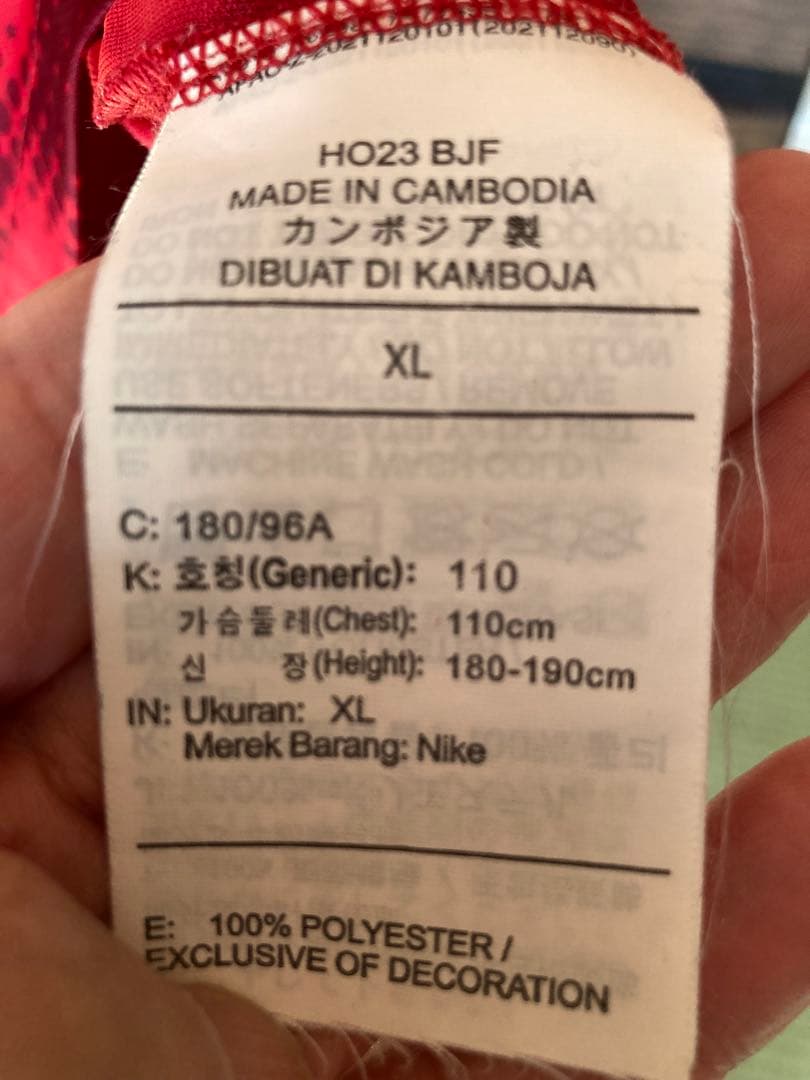 HO23 BJF
MADE IN CAMBODIA
カンボジア製
DIBUAT DI KAMBOJA
XL
C: 180/96A
K: 호칭(Generic): 110
가슴둘레(Chest): 110cm
신 장(Height): 180-190cm
IN: Ukuran: XL
Merek Barang: Nike
E: 100% POLYESTER /
EXCLUSIVE OF DECORATION